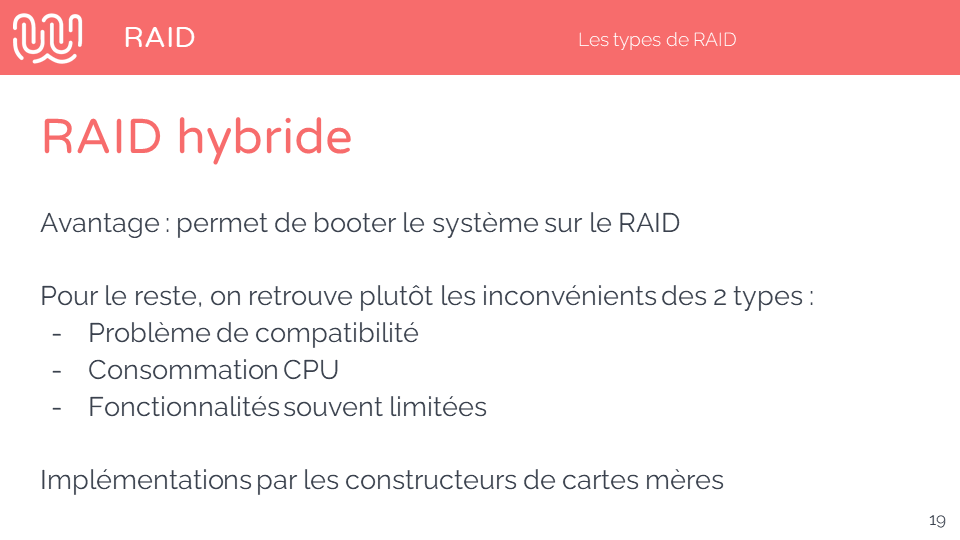 RAID
Les types de RAID
RAID hybride
Avantage : permet de booter le système sur le RAID
Pour le reste, on retrouve plutôt les inconvénients des 2 types :
- Problème de compatibilité
- Consommation CPU
- Fonctionnalités souvent limitées
Implémentations par les constructeurs de cartes mères
19